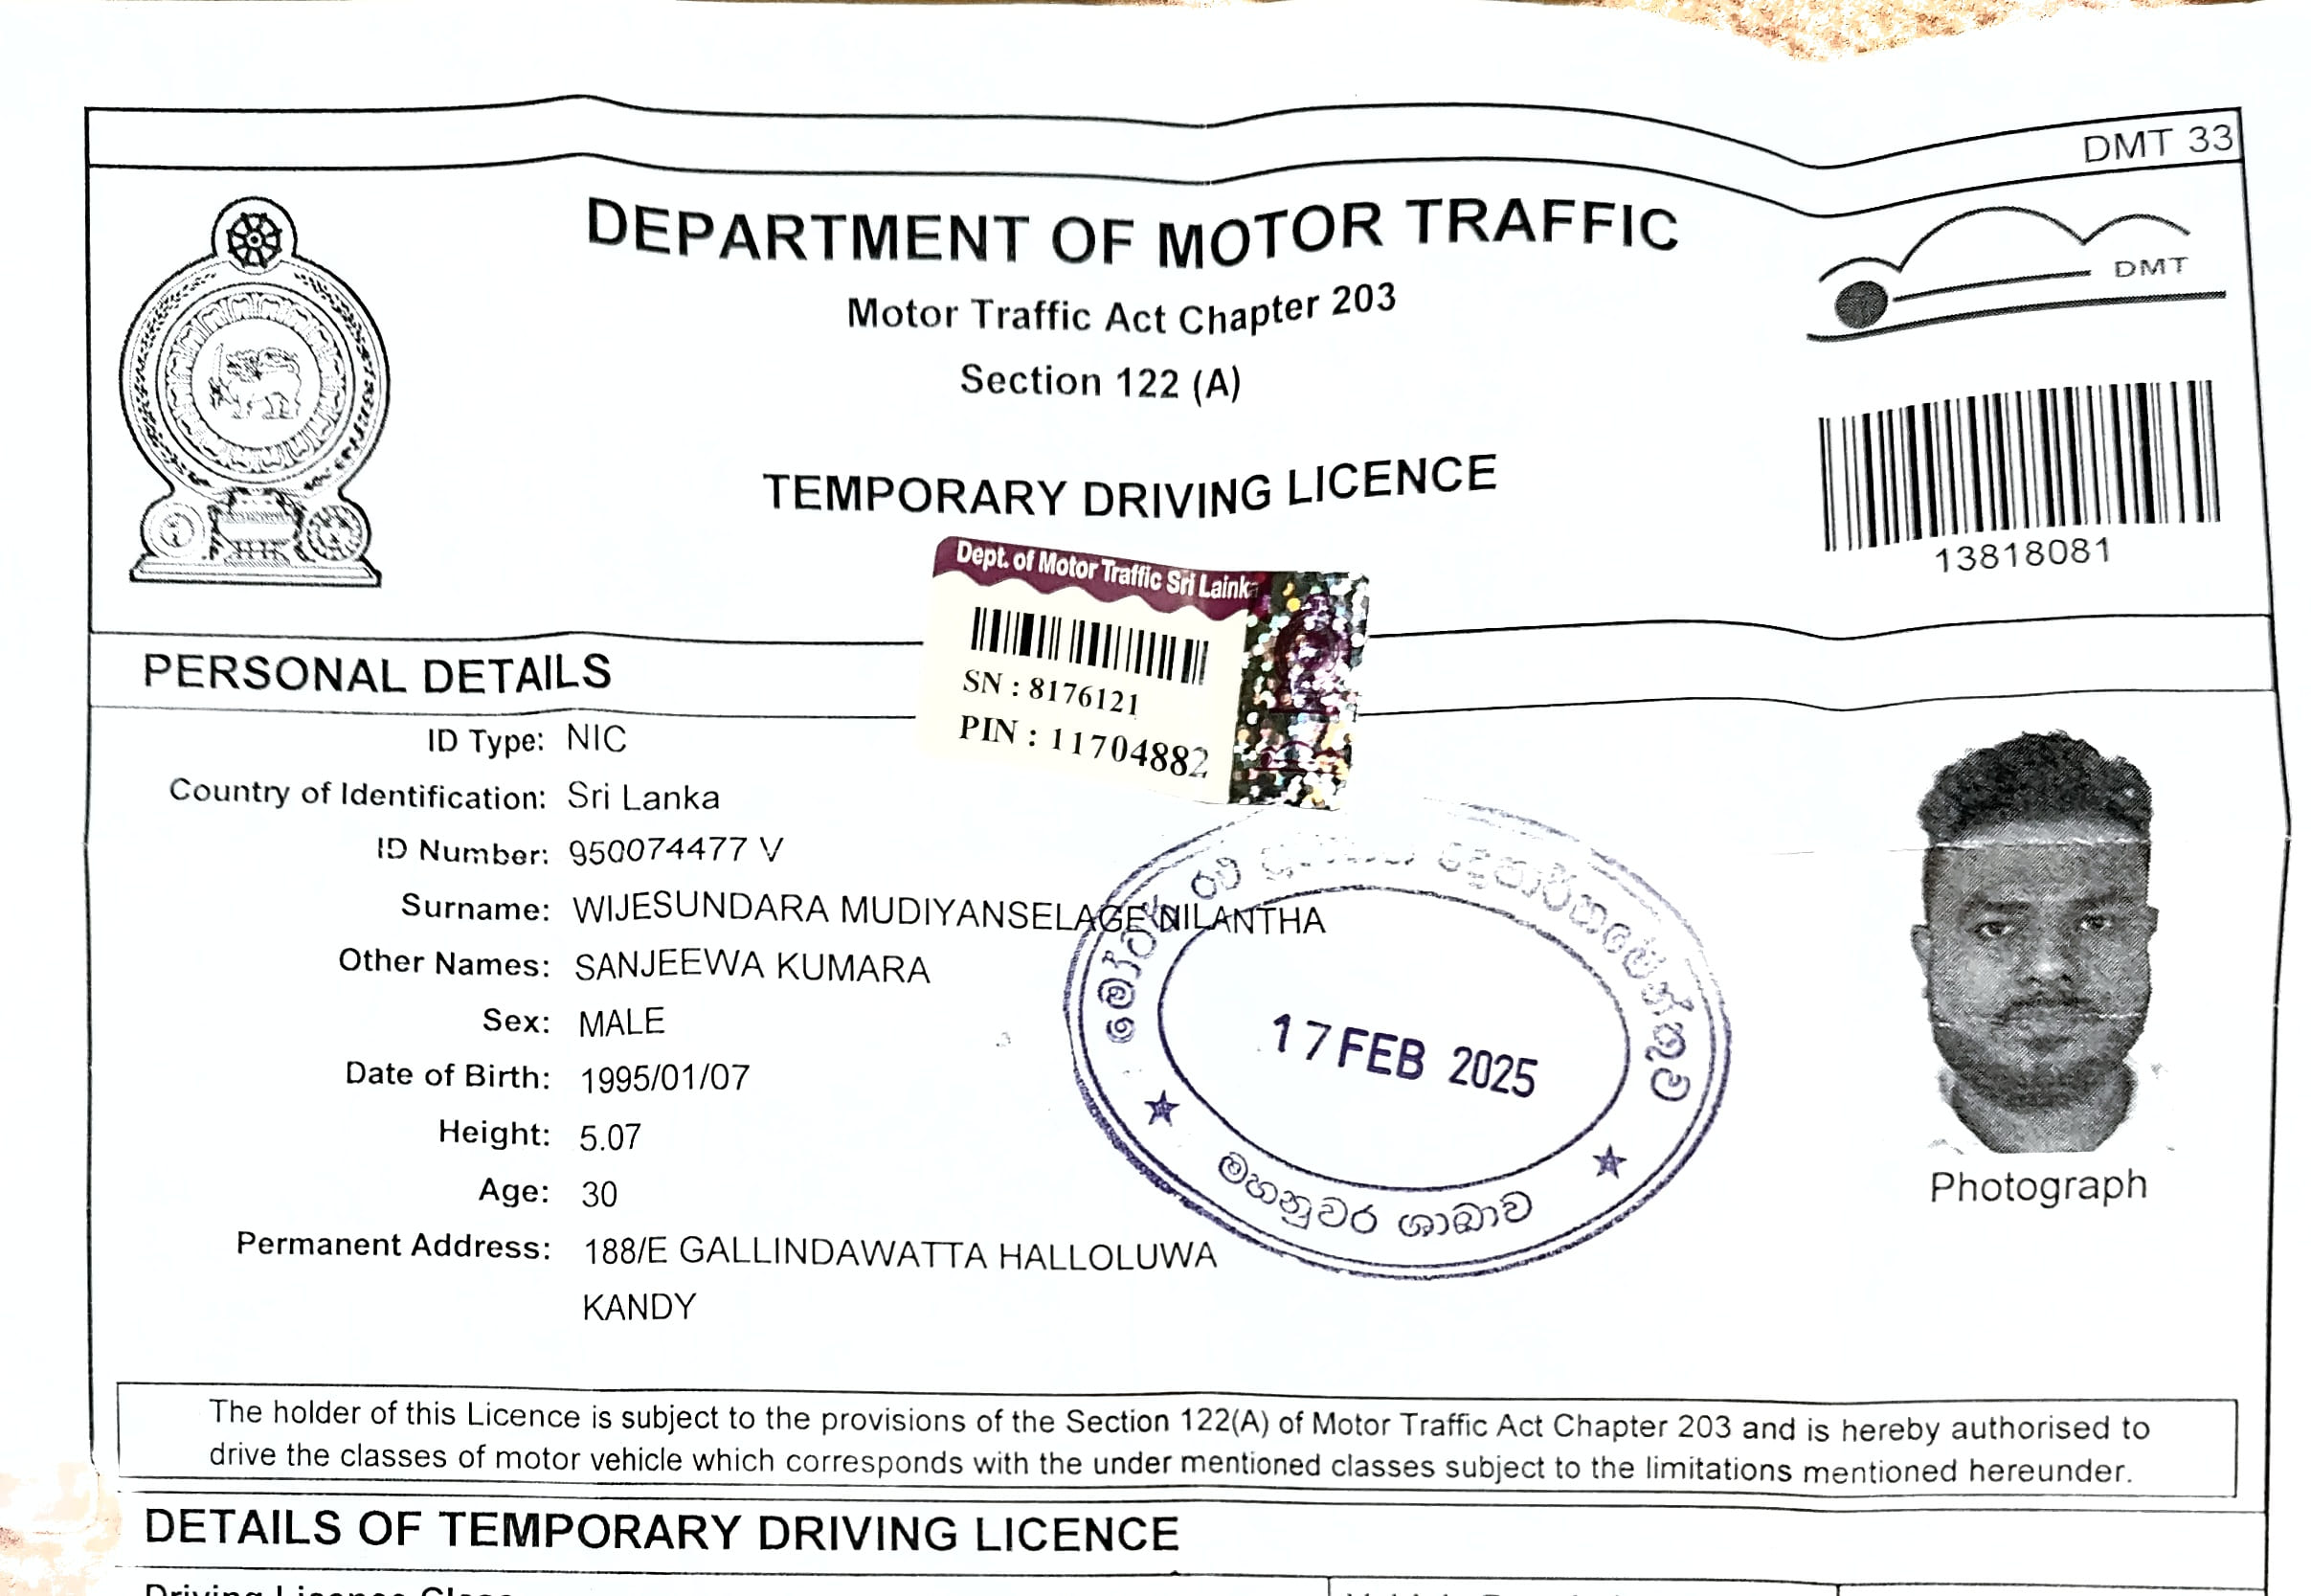 DMT 33
DEPARTMENT OF MOTOR TRAFFIC
Motor Traffic Act Chapter 203
Section 122 (A)
DMT
TEMPORARY DRIVING LICENCE
13818081
Dept. of Motor Traffic Sri Lainka
SN : 8176121
PIN : 11704882
PERSONAL DETAILS
ID Type: NIC
Country of Identification: Sri Lanka
ID Number: 950074477 V
Surname: WIJESUNDARA MUDIYANSELAGE NILANTHA
Other Names: SANJEEWA KUMARA
Sex: MALE
Date of Birth: 1995/01/07
Height: 5.07
Age: 30
Permanent Address: 188/E GALLINDAWATTA HALLOLUWA
KANDY
දෙපාර්තමේන්තුව
17 FEB 2025
මහනුවර ශාඛාව
Photograph
The holder of this Licence is subject to the provisions of the Section 122(A) of Motor Traffic Act Chapter 203 and is hereby authorised to
drive the classes of motor vehicle which corresponds with the under mentioned classes subject to the limitations mentioned hereunder.
DETAILS OF TEMPORARY DRIVING LICENCE